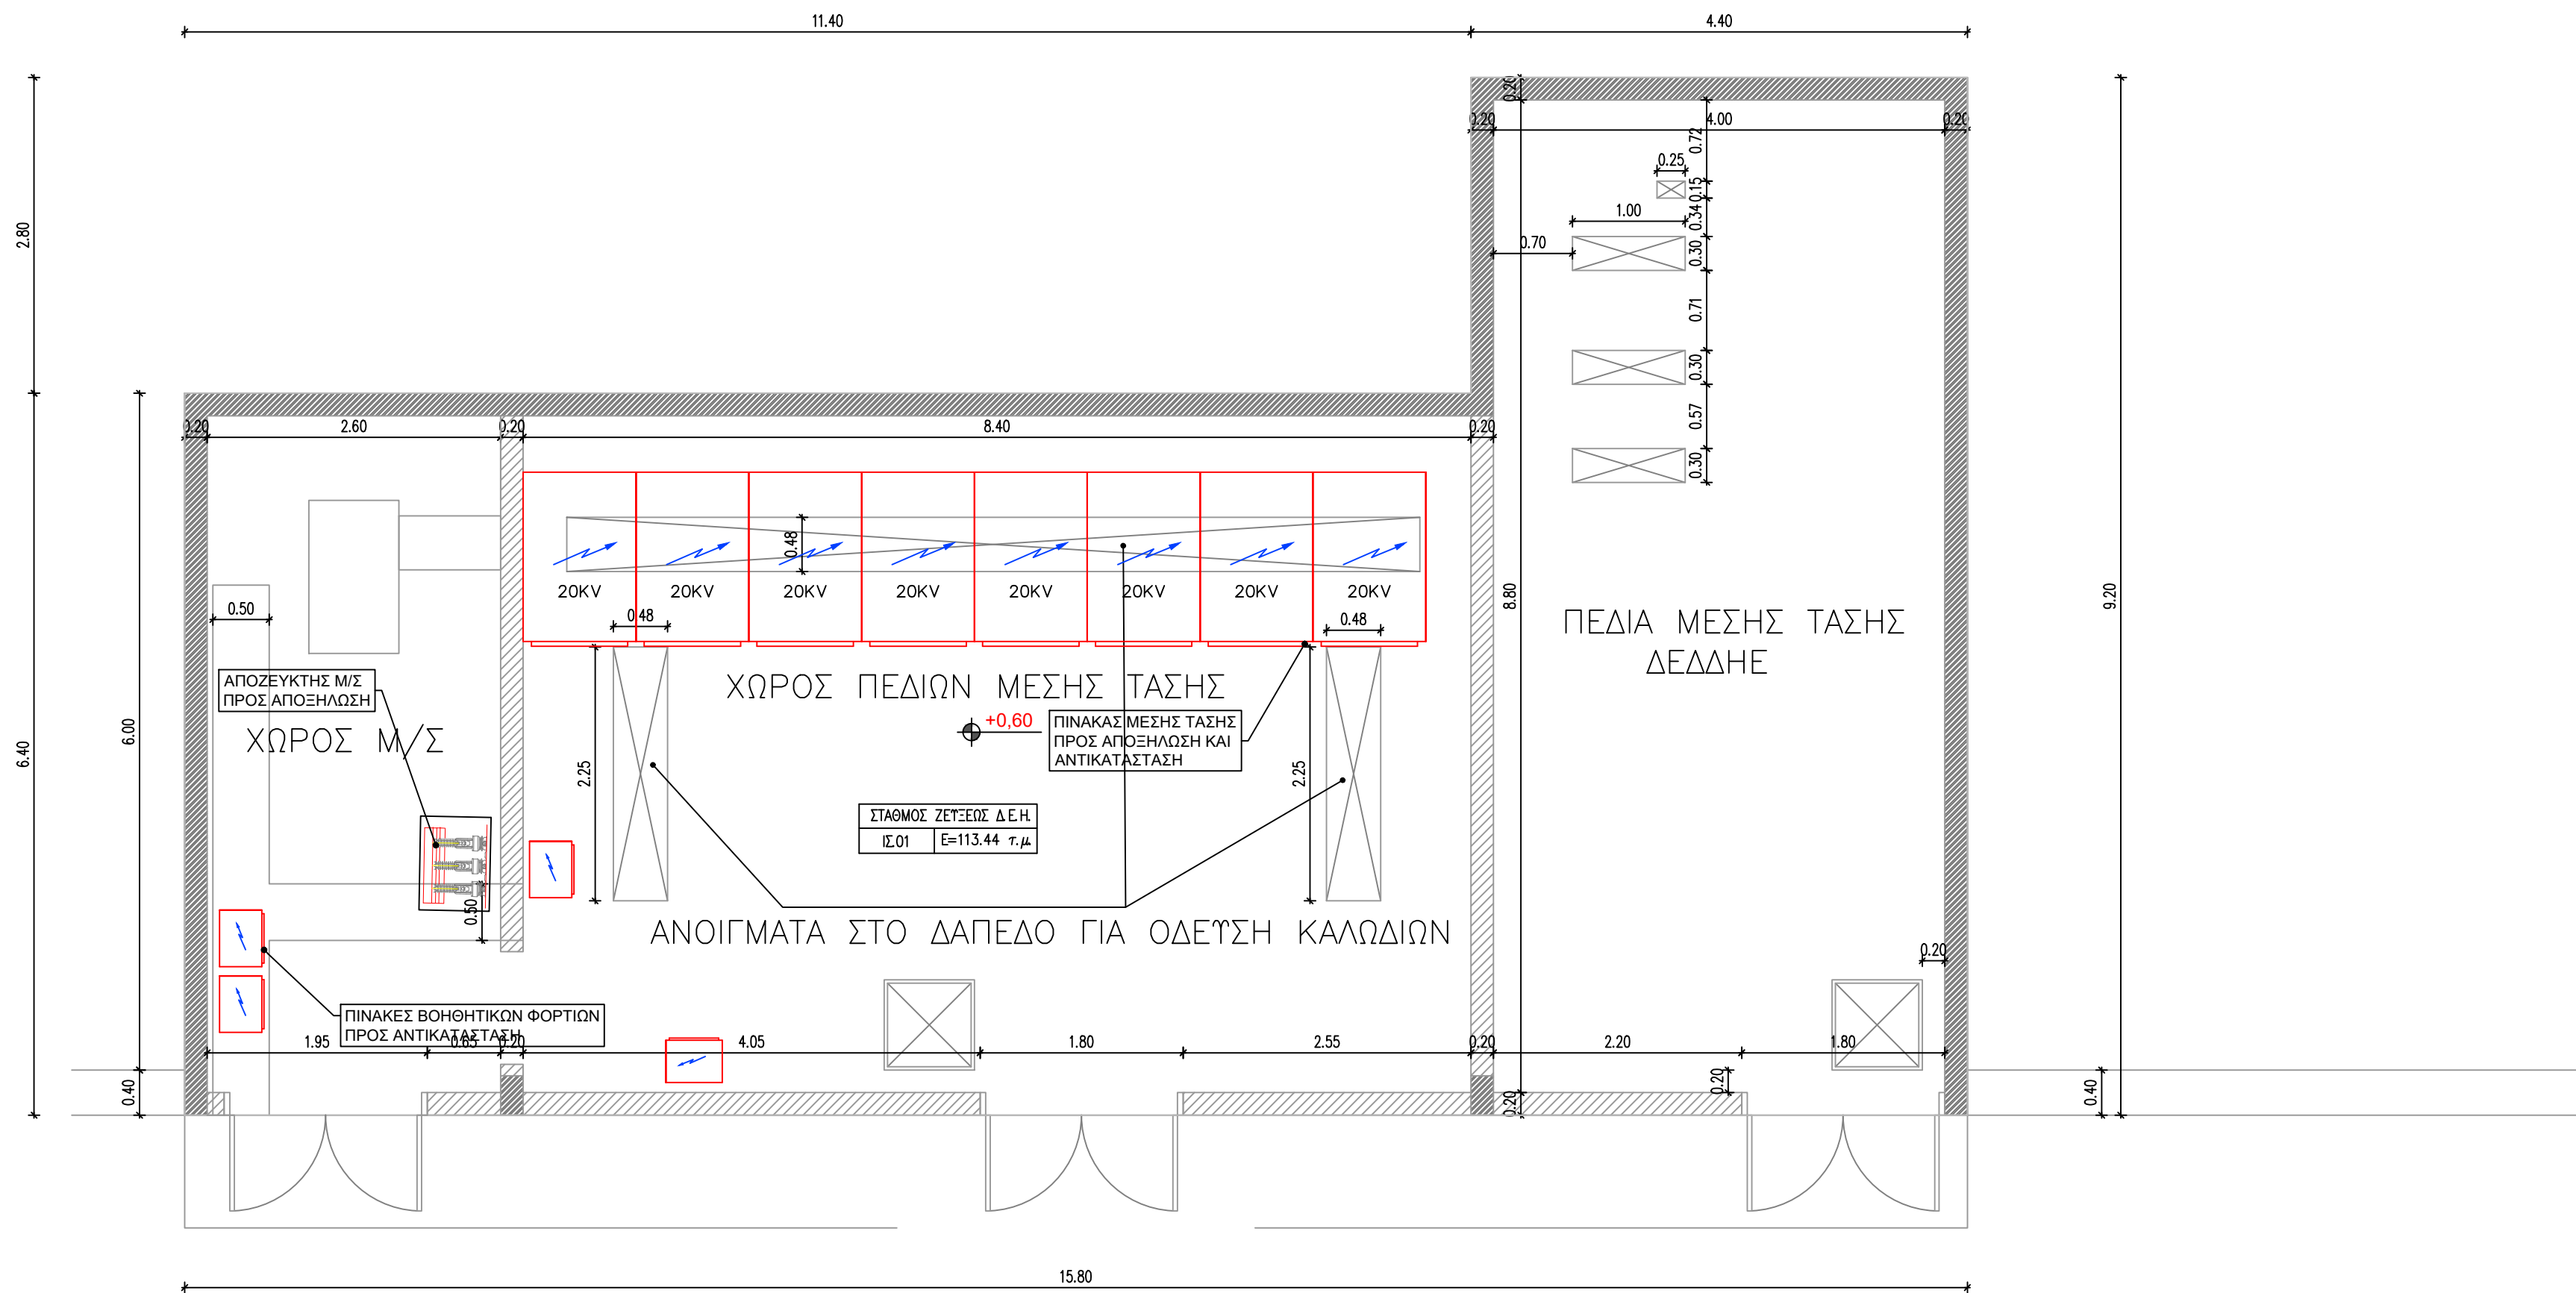 11.40
4.40
0.20
0.20
4.00
0.20
0.72
0.25
0.15
1.00
0.34
0.70
0.30
2.80
0.71
0.30
0.57
0.30
0.20
2.60
0.20
8.40
0.20
0.48
20KV
20KV
20KV
20KV
20KV
20KV
20KV
20KV
0.50
0.48
0.48
8.80
9.20
ΠΕΔΙΑ ΜΕΣΗΣ ΤΑΣΗΣ
ΔΕΔΔΗΕ
ΑΠΟΖΕΥΚΤΗΣ Μ/Σ
ΠΡΟΣ ΑΠΟΞΗΛΩΣΗ
ΧΩΡΟΣ ΠΕΔΙΩΝ ΜΕΣΗΣ ΤΑΣΗΣ
+0,60
ΠΙΝΑΚΑΣ ΜΕΣΗΣ ΤΑΣΗΣ
ΠΡΟΣ ΑΠΟΞΗΛΩΣΗ ΚΑΙ
ΑΝΤΙΚΑΤΑΣΤΑΣΗ
ΧΩΡΟΣ Μ/Σ
6.00
6.40
2.25
2.25
ΣΤΑΘΜΟΣ ΖΕΥΞΕΩΣ Δ.Ε.Η.
ΙΣ01
Ε=113.44 τ.μ.
0.50
ΑΝΟΙΓΜΑΤΑ ΣΤΟ ΔΑΠΕΔΟ ΓΙΑ ΟΔΕΥΣΗ ΚΑΛΩΔΙΩΝ
0.20
ΠΙΝΑΚΕΣ ΒΟΗΘΗΤΙΚΩΝ ΦΟΡΤΙΩΝ
ΠΡΟΣ ΑΝΤΙΚΑΤΑΣΤΑΣΗ
1.95
0.65
0.20
4.05
1.80
2.55
0.20
2.20
1.80
0.40
0.20
0.20
0.40
15.80